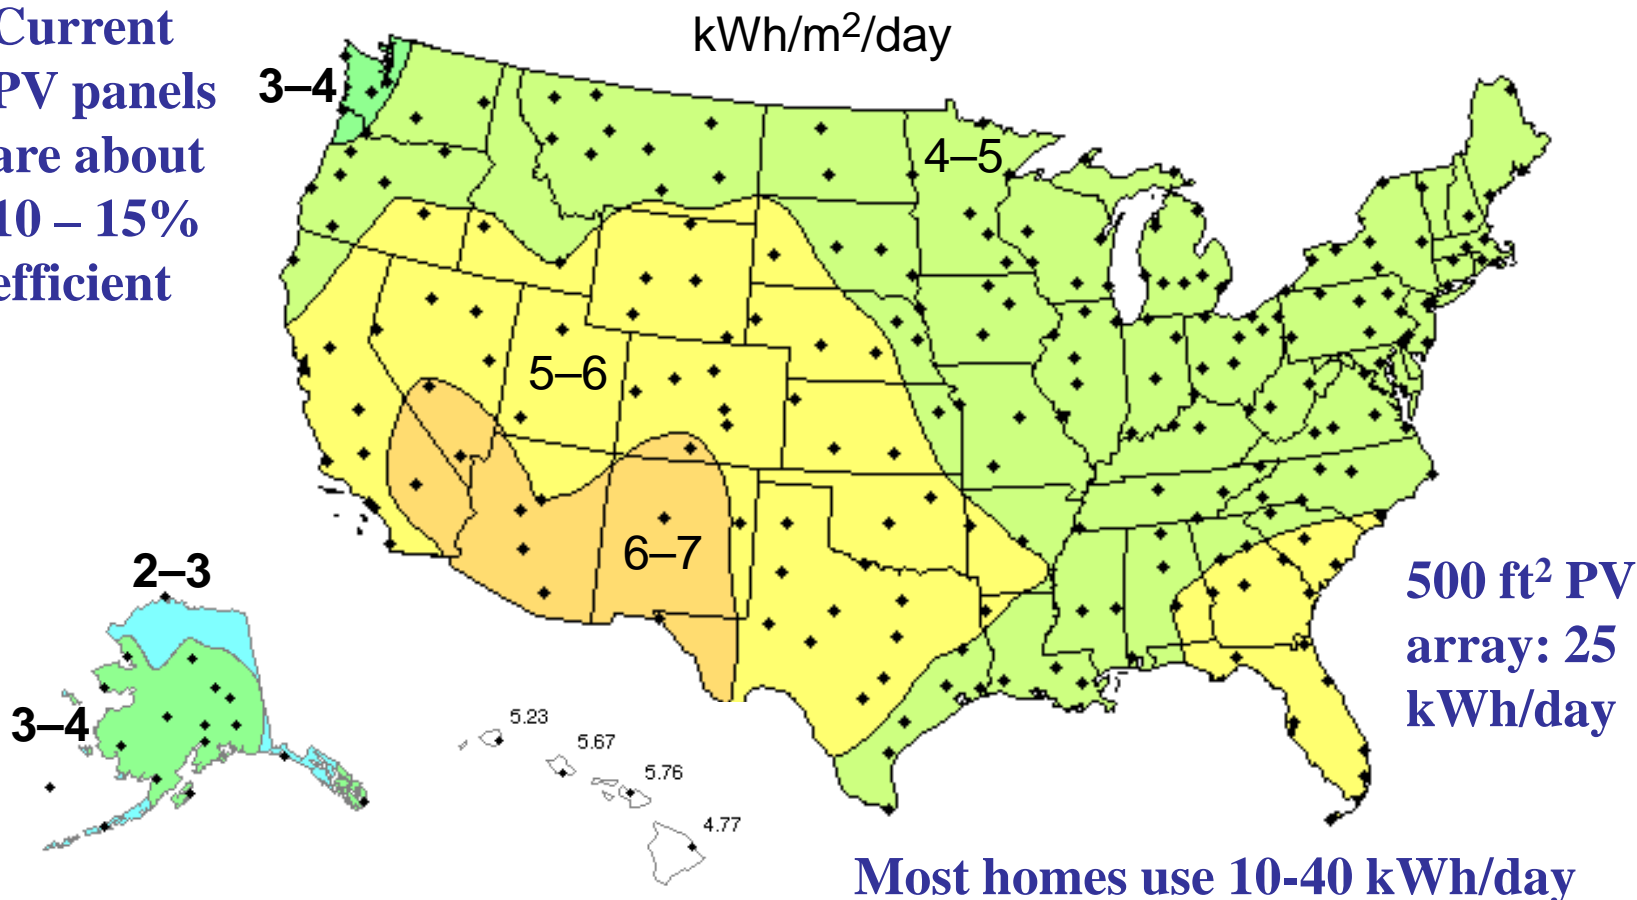 Current
PV panels
are about
10 – 15%
efficient
kWh/m²/day
3–4
4–5
5–6
6–7
2–3
3–4
5.23
5.67
5.76
4.77
500 ft² PV
array: 25
kWh/day
Most homes use 10-40 kWh/day